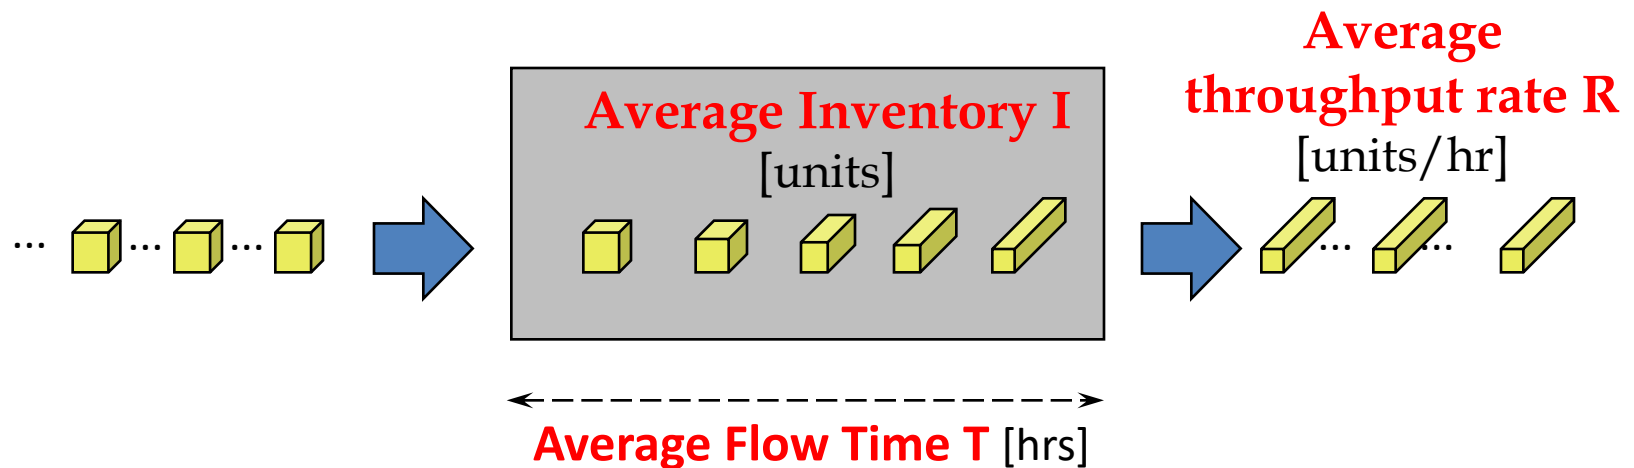 Average
throughput rate R
[units/hr]
Average Inventory I
[units]
... ... ... ... ...
Average Flow Time T [hrs]